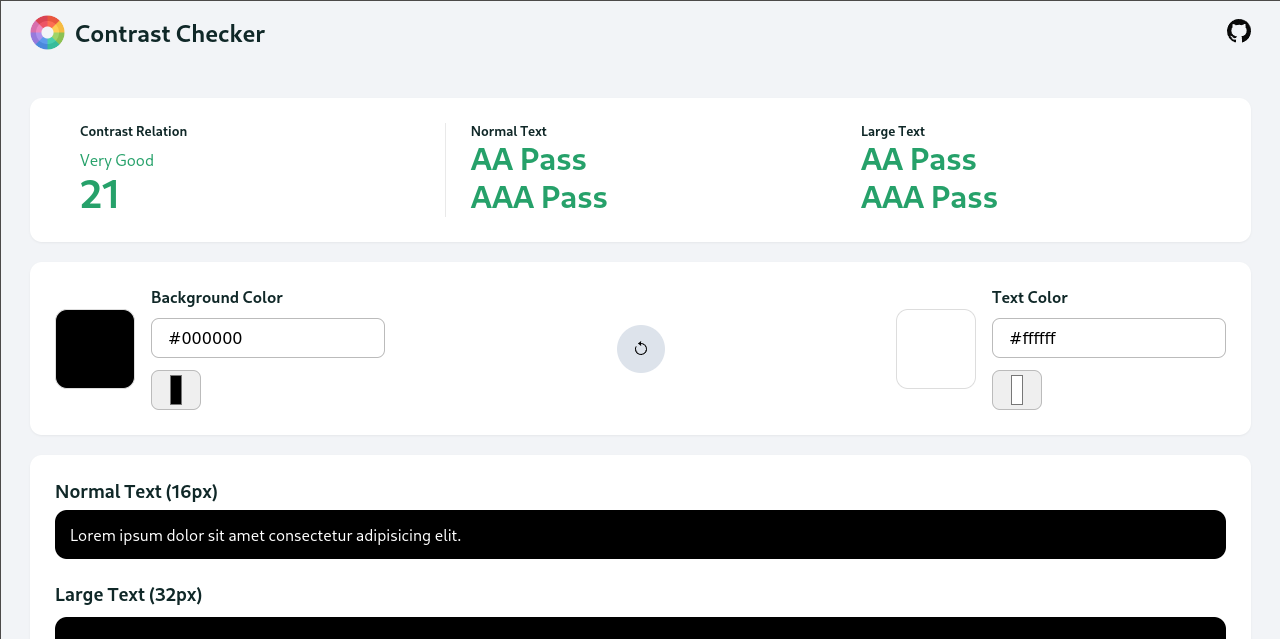 Contrast Checker
Contrast Relation
Very Good
21
Normal Text
AA Pass
AAA Pass
Large Text
AA Pass
AAA Pass
Background Color
#000000
Text Color
#ffffff
Normal Text (16px)
Lorem ipsum dolor sit amet consectetur adipisicing elit.
Large Text (32px)